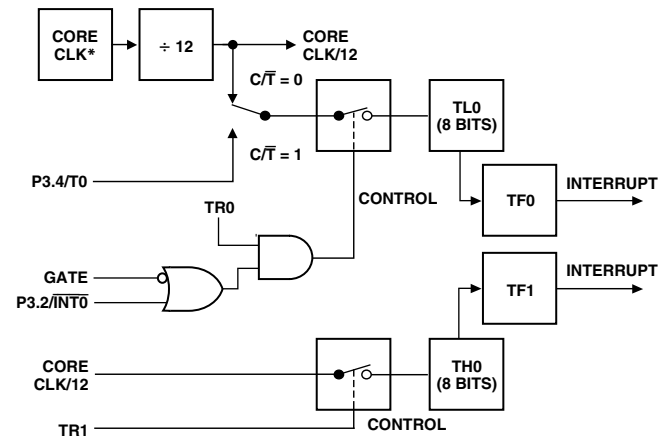 CORE
CLK*
÷ 12
CORE
CLK/12
C/T̅ = 0
TL0
(8 BITS)
C/T̅ = 1
P3.4/T0
INTERRUPT
TF0
CONTROL
TR0
GATE
P3.2/I̅N̅T̅0̅
INTERRUPT
TF1
CORE
CLK/12
TH0
(8 BITS)
CONTROL
TR1